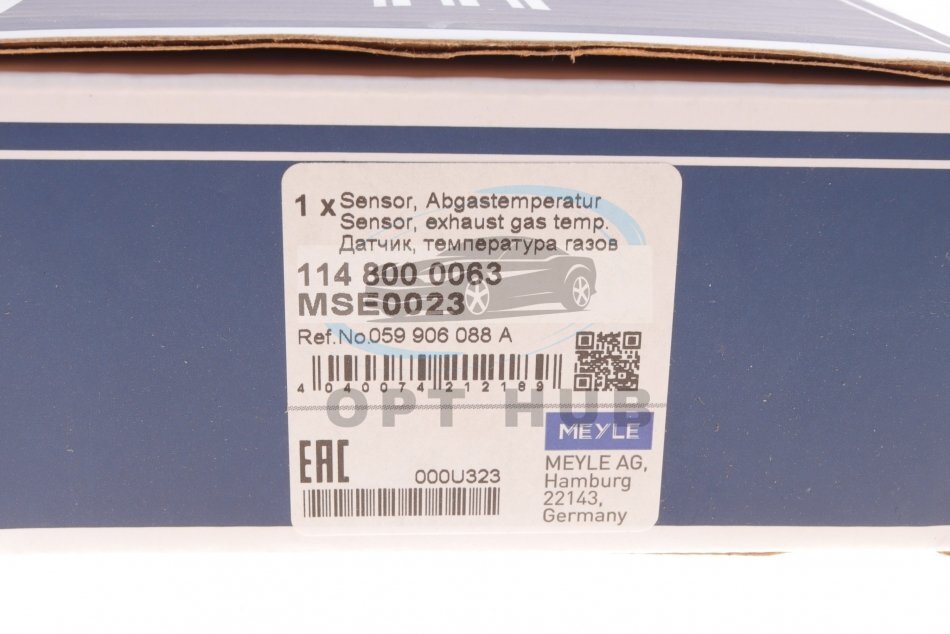 1 x Sensor, Abgastemperatur
Sensor, exhaust gas temp.
Датчик, температура газов
114 800 0063
MSE0023
Ref.No.059 906 088 A
4 040074 212189
OPT HUB
MEYLE
EAC
000U323
MEYLE AG,
Hamburg
22143,
Germany